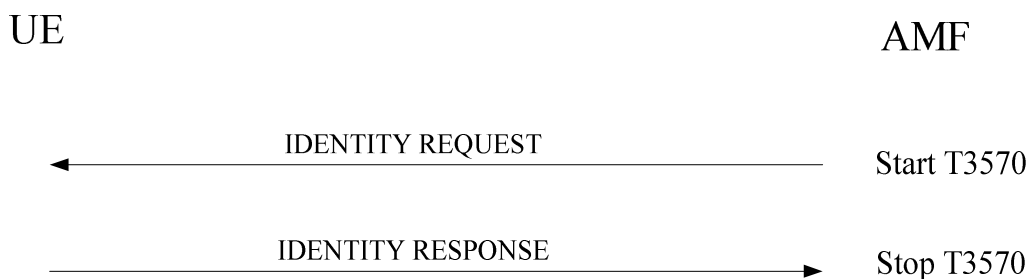 UE
AMF
IDENTITY REQUEST
Start T3570
IDENTITY RESPONSE
Stop T3570